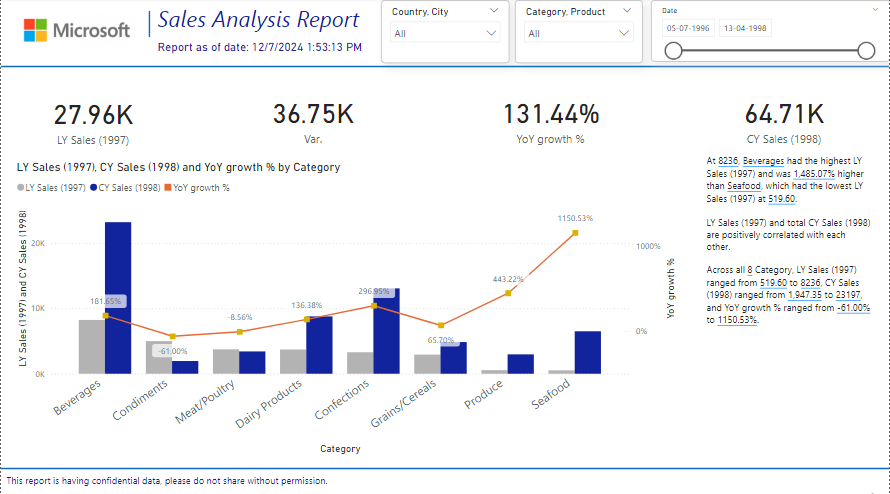 Microsoft
Sales Analysis Report
Report as of date: 12/7/2024 1:53:13 PM
Country, City
All
Category, Product
All
Date
05-07-1996
13-04-1998
27.96K
LY Sales (1997)
36.75K
Var.
131.44%
YoY growth %
64.71K
CY Sales (1998)
LY Sales (1997), CY Sales (1998) and YoY growth % by Category
LY Sales (1997) CY Sales (1998) YoY growth %
LY Sales (1997) and CY Sales (1998)
20K
10K
0K
181.65%
-61.00%
-8.56%
136.38%
296.95%
65.70%
443.22%
1150.53%
1000%
0%
YoY growth %
Beverages
Condiments
Meat/Poultry
Dairy Products
Confections
Grains/Cereals
Produce
Seafood
Category
At 8236, Beverages had the highest LY
Sales (1997) and was 1,485.07% higher
than Seafood, which had the lowest LY
Sales (1997) at 519.60.
LY Sales (1997) and total CY Sales (1998)
are positively correlated with each
other.
Across all 8 Category, LY Sales (1997)
ranged from 519.60 to 8236, CY Sales
(1998) ranged from 1,947.35 to 23197,
and YoY growth % ranged from -61.00%
to 1150.53%.
This report is having confidential data, please do not share without permission.